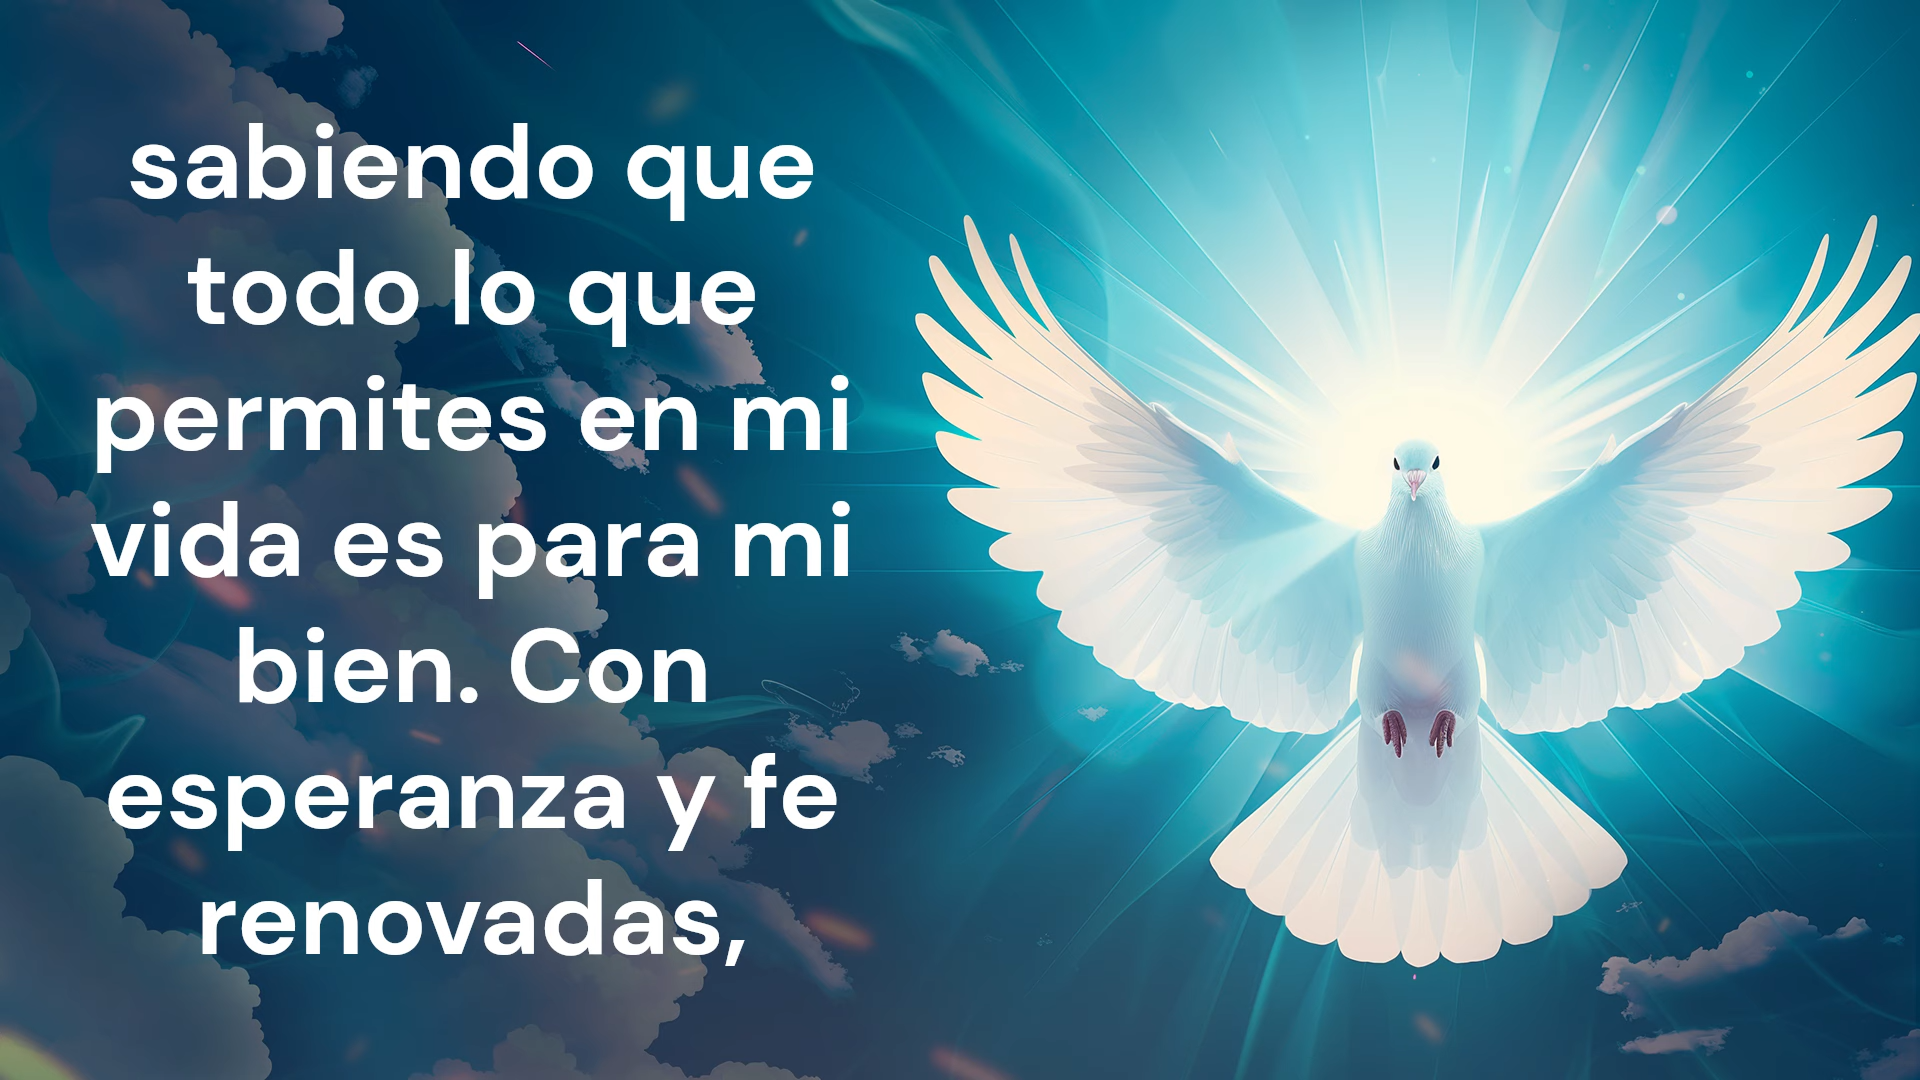 sabiendo que
todo lo que
permites en mi
vida es para mi
bien. Con
esperanza y fe
renovadas,